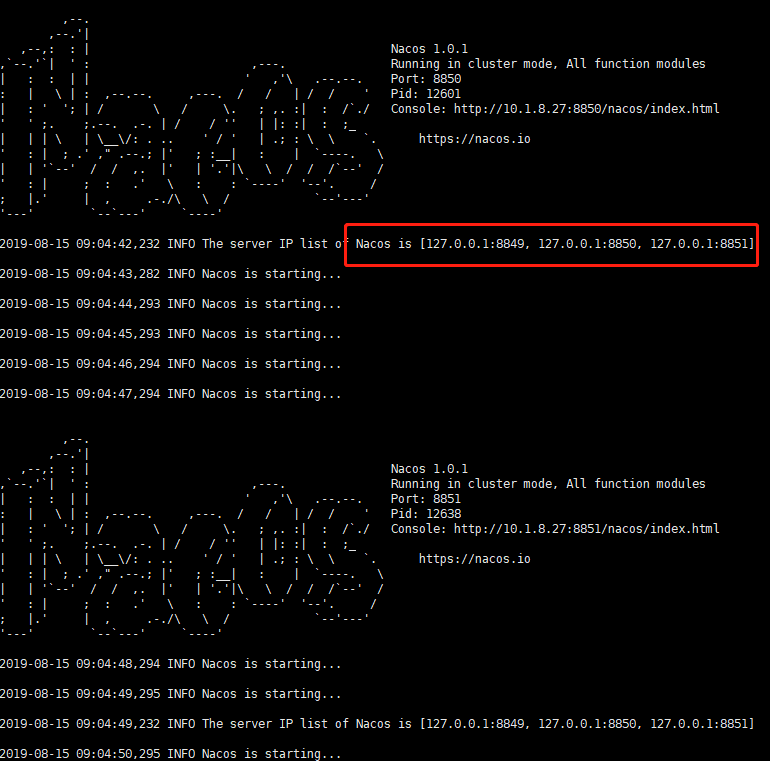 Nacos 1.0.1
Running in cluster mode, All function modules
Port: 8850
Pid: 12601
Console: http://10.1.8.27:8850/nacos/index.html
https://nacos.io
2019-08-15 09:04:42,232 INFO The server IP list of Nacos is [127.0.0.1:8849, 127.0.0.1:8850, 127.0.0.1:8851]
2019-08-15 09:04:43,282 INFO Nacos is starting...
2019-08-15 09:04:44,293 INFO Nacos is starting...
2019-08-15 09:04:45,293 INFO Nacos is starting...
2019-08-15 09:04:46,294 INFO Nacos is starting...
2019-08-15 09:04:47,294 INFO Nacos is starting...
Nacos 1.0.1
Running in cluster mode, All function modules
Port: 8851
Pid: 12638
Console: http://10.1.8.27:8851/nacos/index.html
https://nacos.io
2019-08-15 09:04:48,294 INFO Nacos is starting...
2019-08-15 09:04:49,295 INFO Nacos is starting...
2019-08-15 09:04:49,232 INFO The server IP list of Nacos is [127.0.0.1:8849, 127.0.0.1:8850, 127.0.0.1:8851]
2019-08-15 09:04:50,295 INFO Nacos is starting...